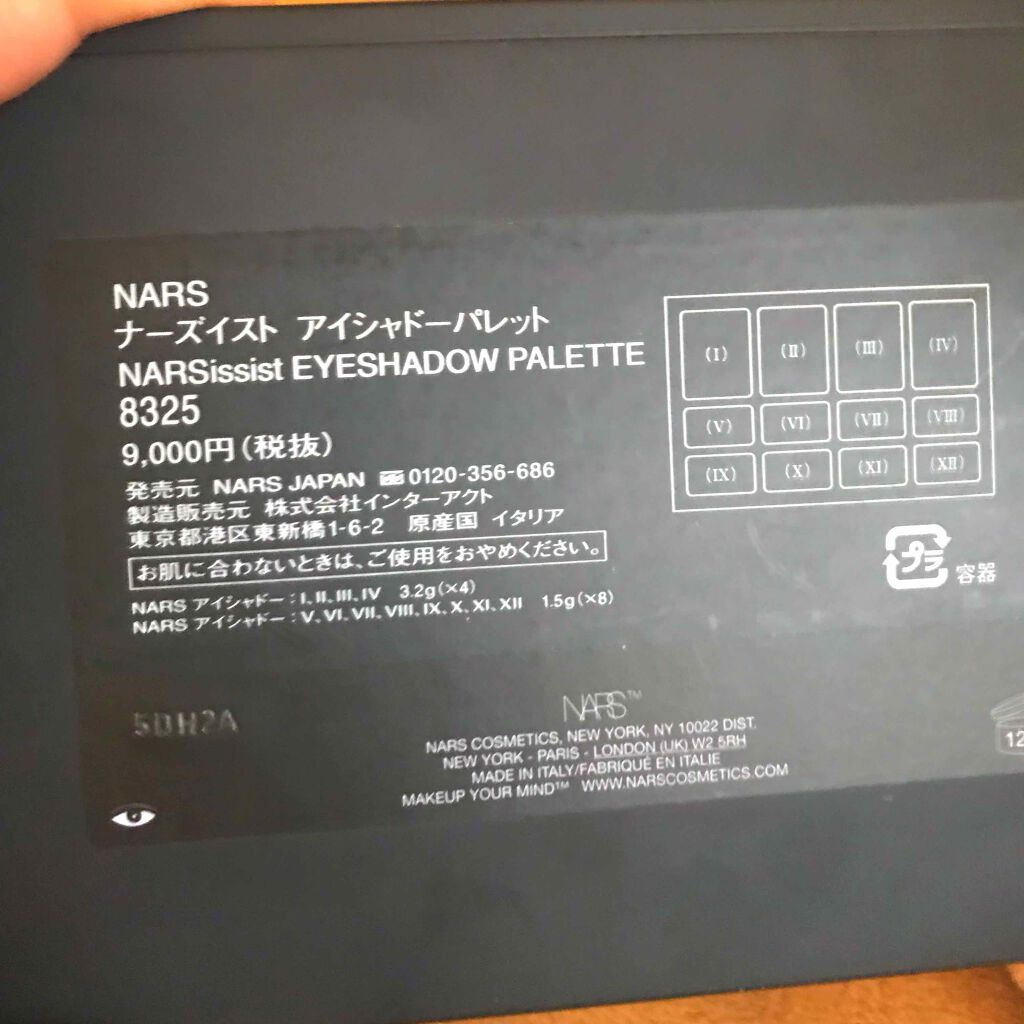 NARS
ナーズイスト アイシャドーパレット
NARSissist EYESHADOW PALETTE
8325
9,000円(税抜)
発売元 NARS JAPAN 0120-356-686
製造販売元 株式会社インターアクト
東京都港区東新橋1-6-2 原産国 イタリア
お肌に合わないときは、ご使用をおやめください。
NARS アイシャドー:I、II、III、IV 3.2g(×4)
NARS アイシャドー:V、VI、VII、VIII、IX、X、XI、XII 1.5g(×8)
(I) (II) (III) (IV)
(V) (VI) (VII) (VIII)
(IX) (X) (XI) (XII)
プラ
容器
5DH2A
NARS™
NARS COSMETICS, NEW YORK, NY 10022 DIST.
NEW YORK - PARIS - LONDON (UK) W2 5RH
MADE IN ITALY/FABRIQUÉ EN ITALIE
MAKEUP YOUR MIND™ WWW.NARSCOSMETICS.COM
12